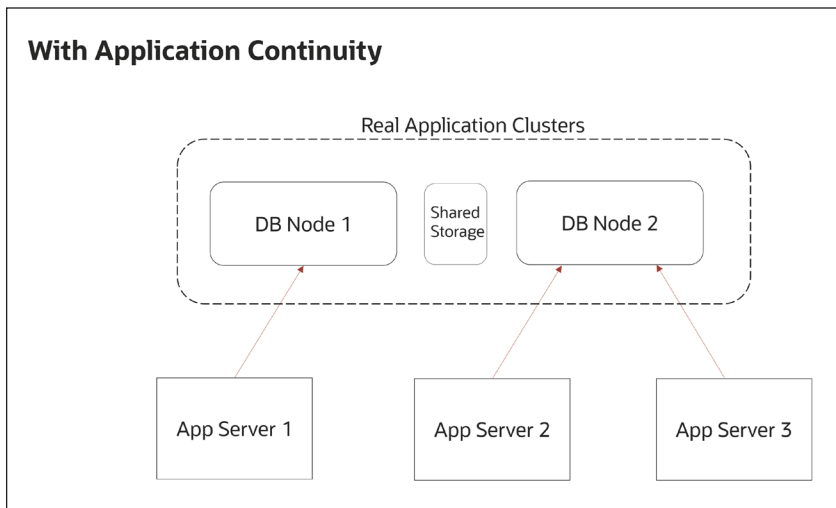 With Application Continuity
Real Application Clusters
DB Node 1
Shared
Storage
DB Node 2
App Server 1
App Server 2
App Server 3